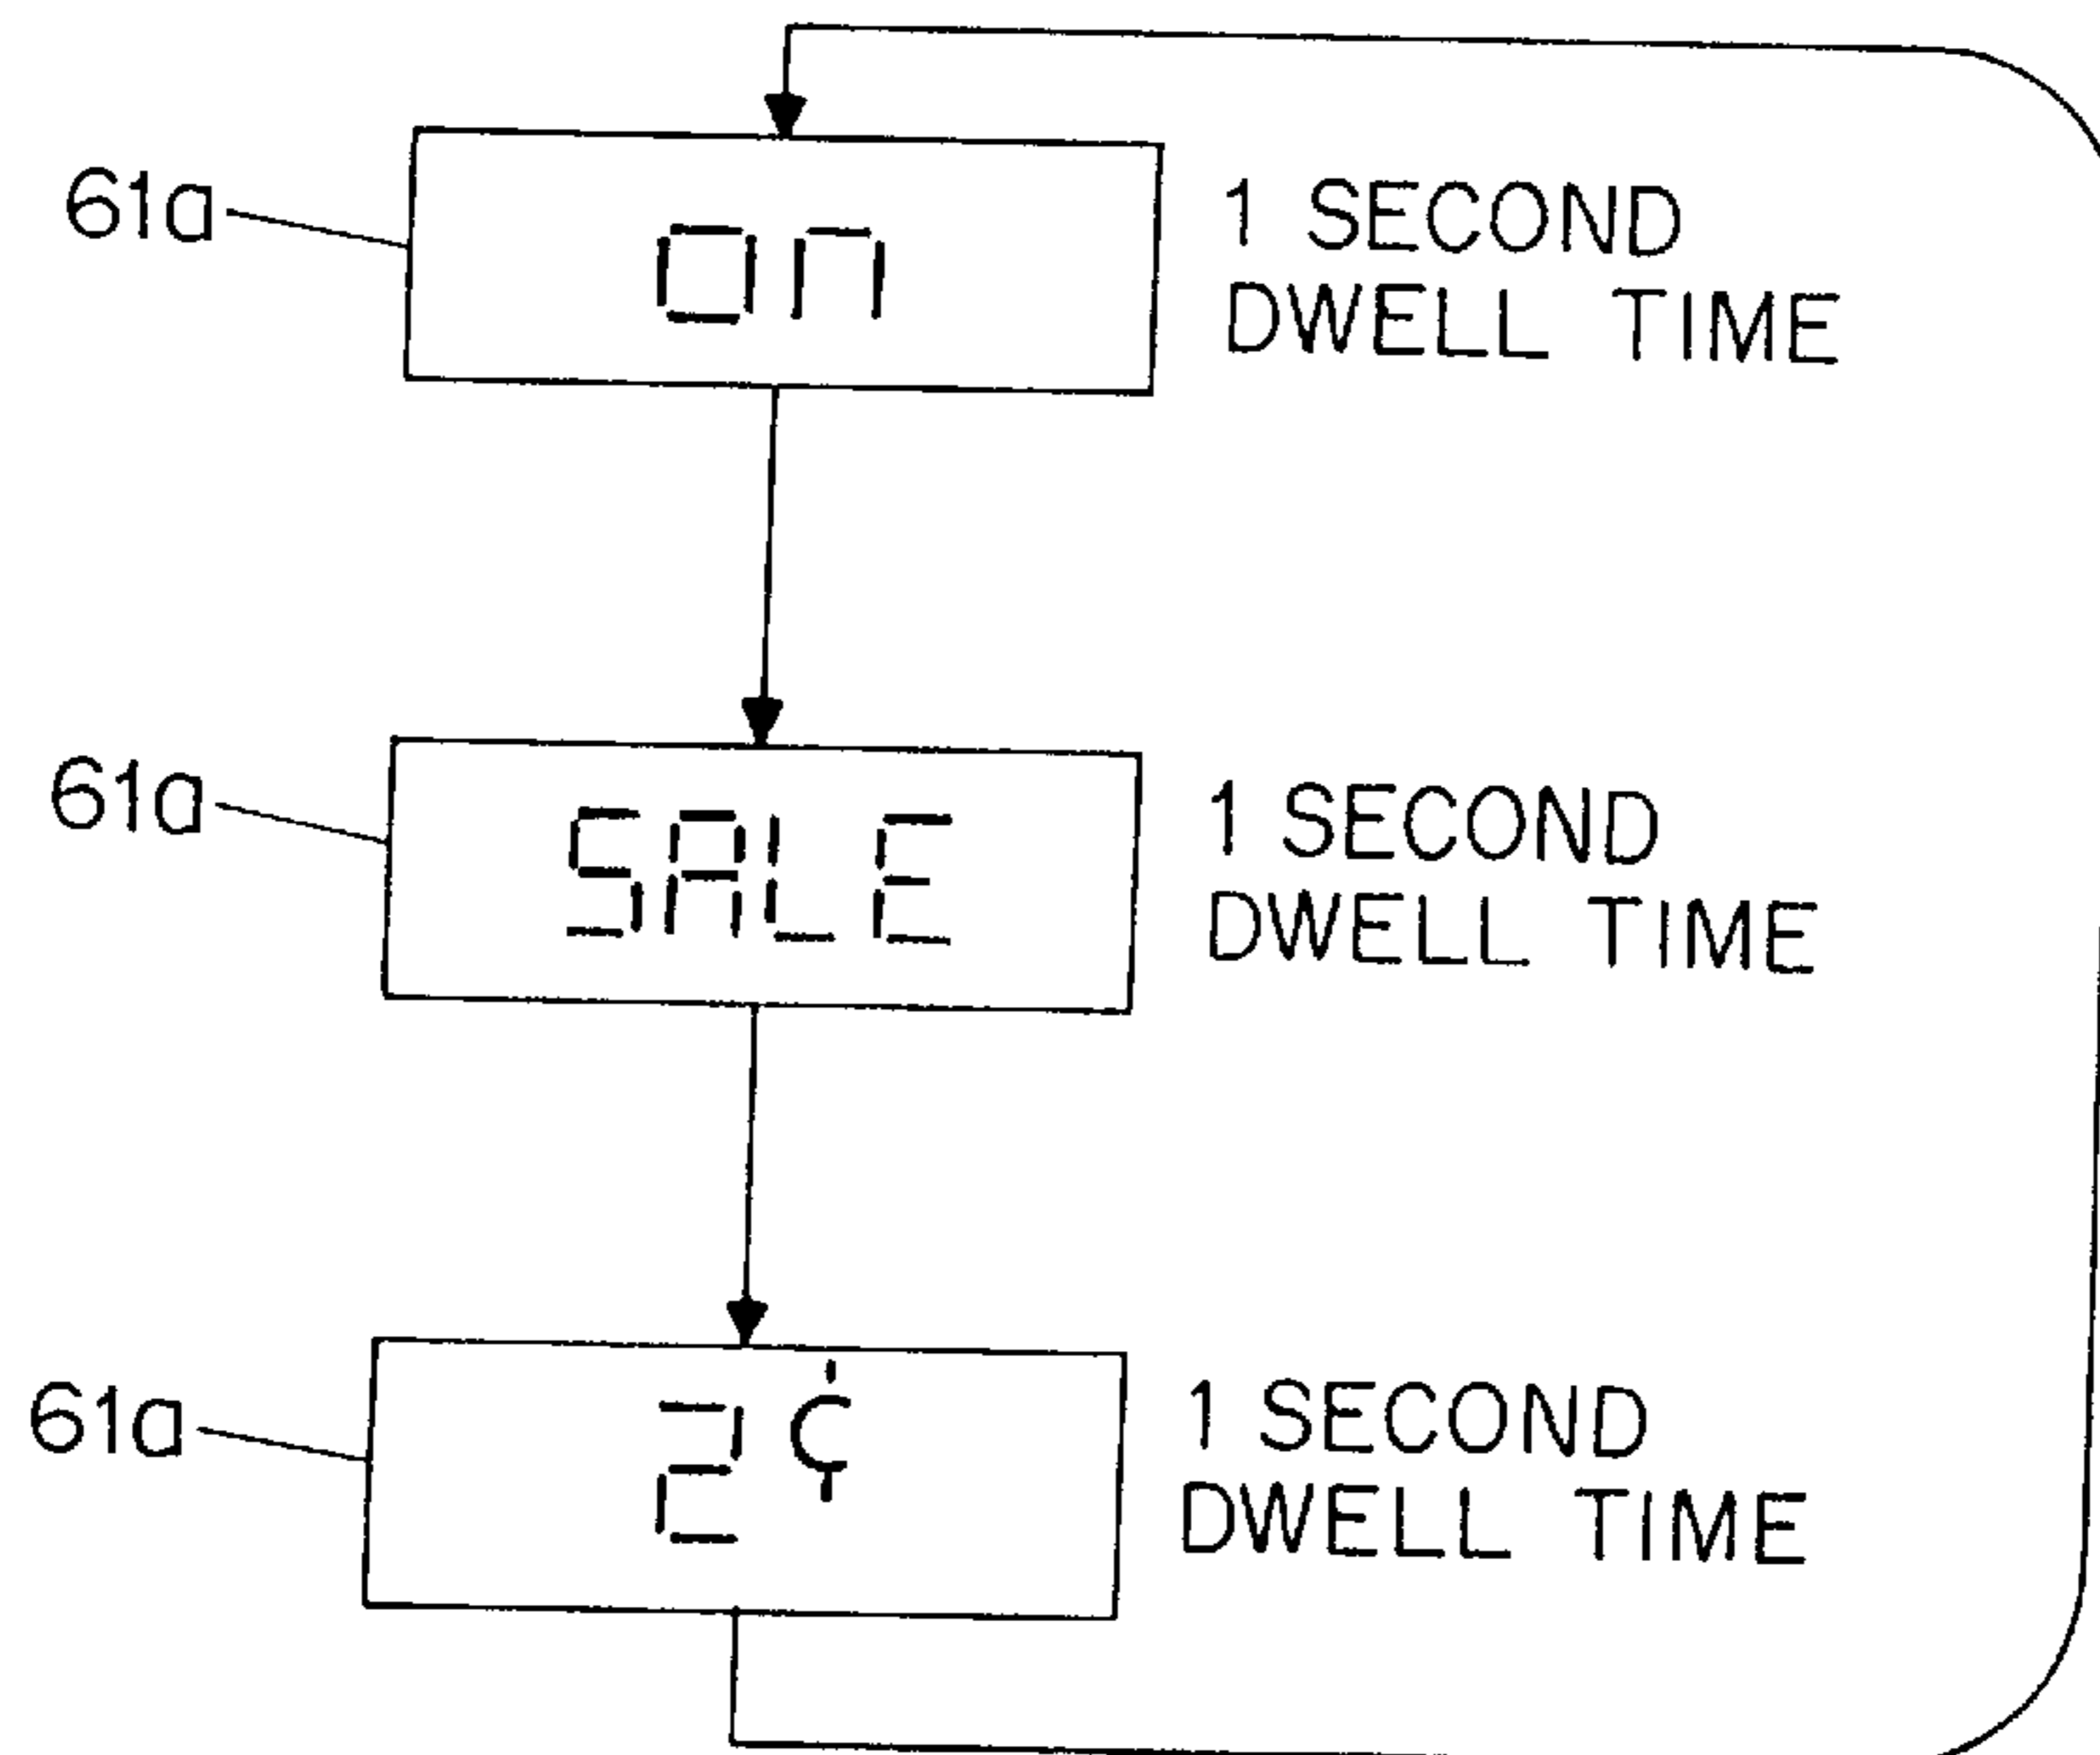 61a
on
1 SECOND
DWELL TIME
61a
SALE
1 SECOND
DWELL TIME
61a
2¢
1 SECOND
DWELL TIME